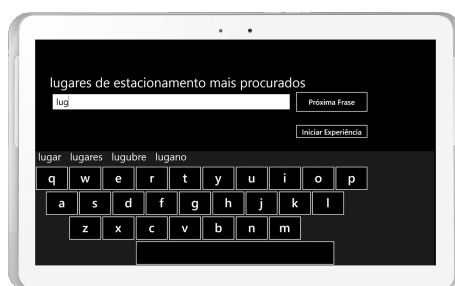 lugares de estacionamento mais procurados
lug
Próxima Frase
Iniciar Experiência
lugar lugares lugubre lugano
q w e r t y u i o p
a s d f g h j k l
z x c v b n m